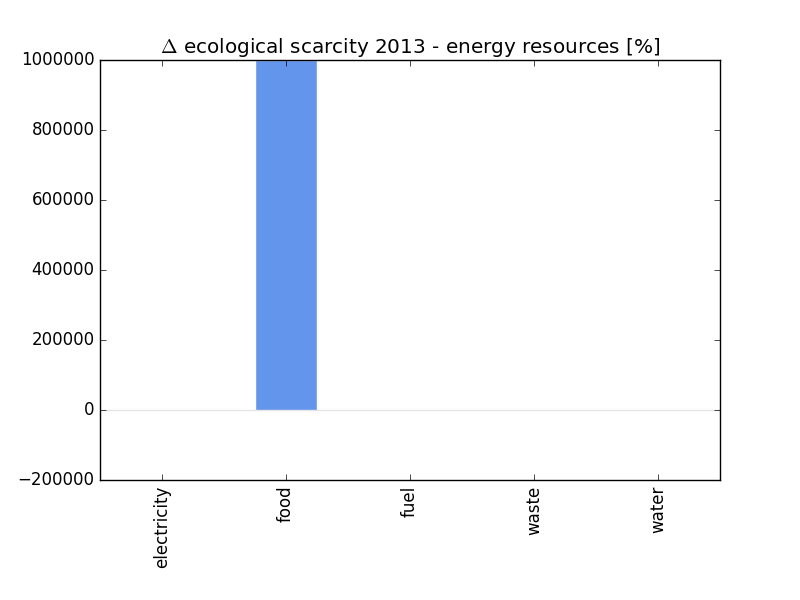 Δ ecological scarcity 2013 - energy resources [%]
1000000
800000
600000
400000
200000
0
−200000
electricity
food
fuel
waste
water